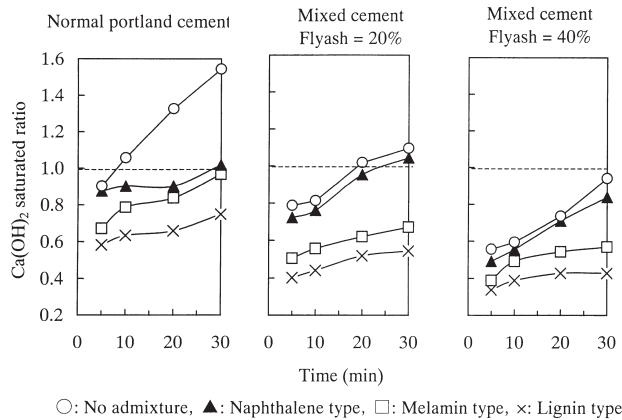 Normal portland cement
Mixed cement
Flyash = 20%
Mixed cement
Flyash = 40%
Ca(OH)2 saturated ratio
1.6
1.4
1.2
1.0
0.8
0.6
0.4
0.2
0 10 20 30
0 10 20 30
0 10 20 30
Time (min)
○: No admixture, ▲: Naphthalene type, □: Melamin type, ×: Lignin type